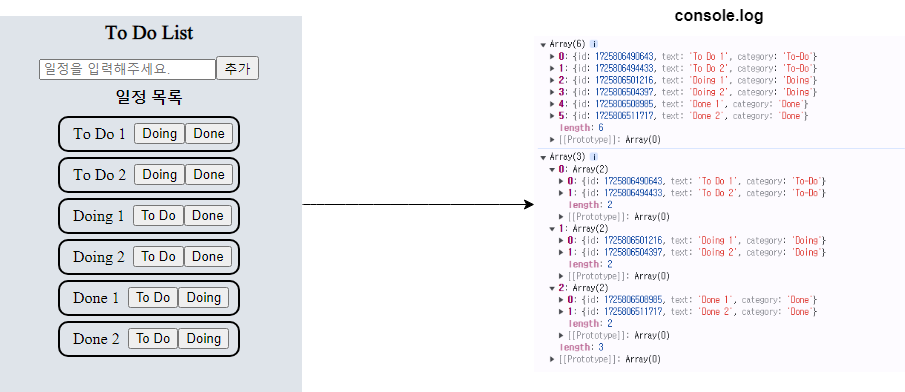 To Do List
일정을 입력해주세요. 추가
일정 목록
To Do 1 Doing Done
To Do 2 Doing Done
Doing 1 To Do Done
Doing 2 To Do Done
Done 1 To Do Doing
Done 2 To Do Doing
console.log
▼ Array(6) i
▶ 0: {id: 1725806490643, text: 'To Do 1', category: 'To-Do'}
▶ 1: {id: 1725806494433, text: 'To Do 2', category: 'To-Do'}
▶ 2: {id: 1725806501216, text: 'Doing 1', category: 'Doing'}
▶ 3: {id: 1725806504397, text: 'Doing 2', category: 'Doing'}
▶ 4: {id: 1725806508985, text: 'Done 1', category: 'Done'}
▶ 5: {id: 1725806511717, text: 'Done 2', category: 'Done'}
length: 6
▶ [[Prototype]]: Array(0)
▼ Array(3) i
▼ 0: Array(2)
▶ 0: {id: 1725806490643, text: 'To Do 1', category: 'To-Do'}
▶ 1: {id: 1725806494433, text: 'To Do 2', category: 'To-Do'}
length: 2
▶ [[Prototype]]: Array(0)
▼ 1: Array(2)
▶ 0: {id: 1725806501216, text: 'Doing 1', category: 'Doing'}
▶ 1: {id: 1725806504397, text: 'Doing 2', category: 'Doing'}
length: 2
▶ [[Prototype]]: Array(0)
▼ 2: Array(2)
▶ 0: {id: 1725806508985, text: 'Done 1', category: 'Done'}
▶ 1: {id: 1725806511717, text: 'Done 2', category: 'Done'}
length: 2
▶ [[Prototype]]: Array(0)
length: 3
▶ [[Prototype]]: Array(0)